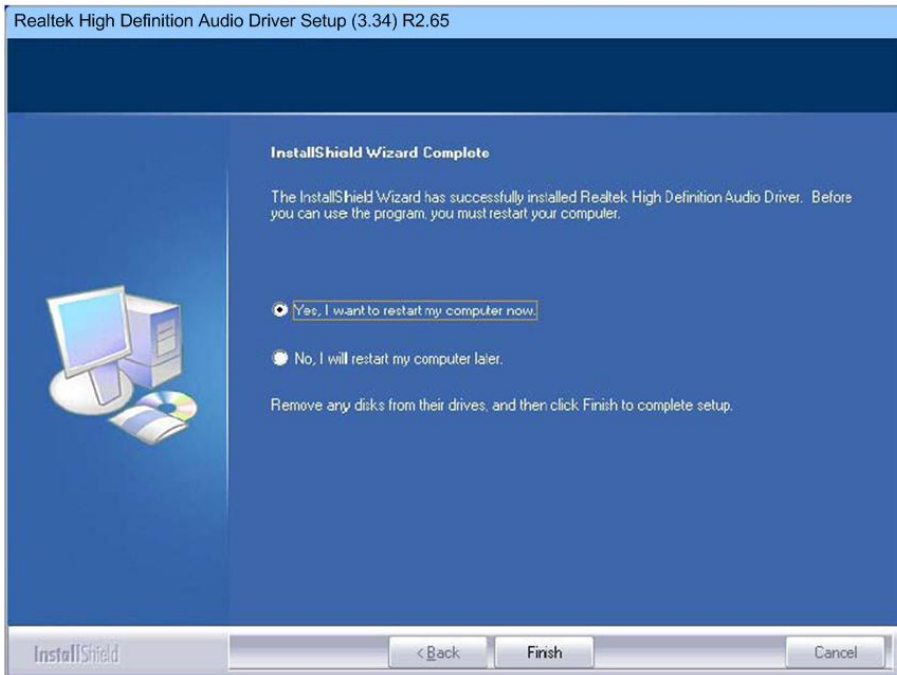 Realtek High Definition Audio Driver Setup (3.34) R2.65
InstallShield Wizard Complete
The InstallShield Wizard has successfully installed Realtek High Definition Audio Driver. Before
you can use the program, you must restart your computer.
Yes, I want to restart my computer now.
No, I will restart my computer later.
Remove any disks from their drives, and then click Finish to complete setup.
InstallShield
< Back
Finish
Cancel